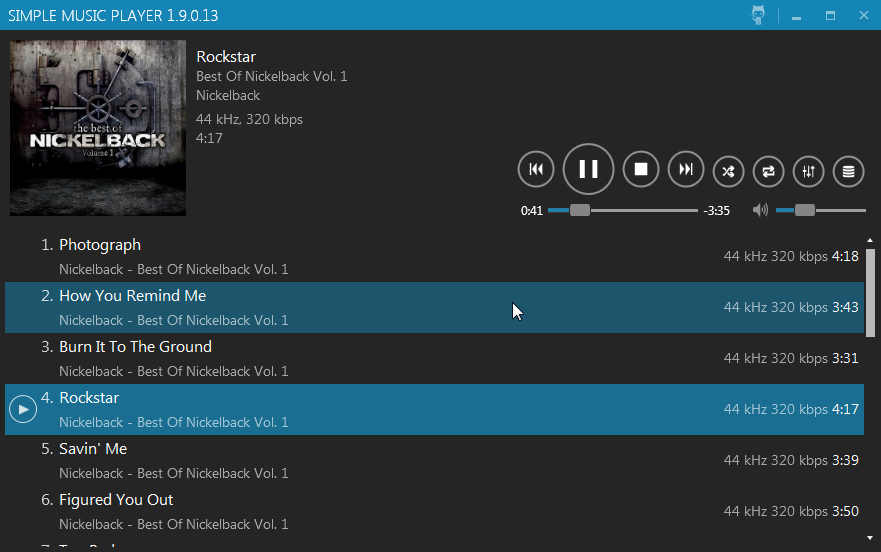 SIMPLE MUSIC PLAYER 1.9.0.13
the best of
NICKELBACK
Volume 1
Rockstar
Best Of Nickelback Vol. 1
Nickelback
44 kHz, 320 kbps
4:17
0:41 -3:35
1. Photograph
Nickelback - Best Of Nickelback Vol. 1
44 kHz 320 kbps 4:18
2. How You Remind Me
Nickelback - Best Of Nickelback Vol. 1
44 kHz 320 kbps 3:43
3. Burn It To The Ground
Nickelback - Best Of Nickelback Vol. 1
44 kHz 320 kbps 3:31
4. Rockstar
Nickelback - Best Of Nickelback Vol. 1
44 kHz 320 kbps 4:17
5. Savin' Me
Nickelback - Best Of Nickelback Vol. 1
44 kHz 320 kbps 3:39
6. Figured You Out
Nickelback - Best Of Nickelback Vol. 1
44 kHz 320 kbps 3:50